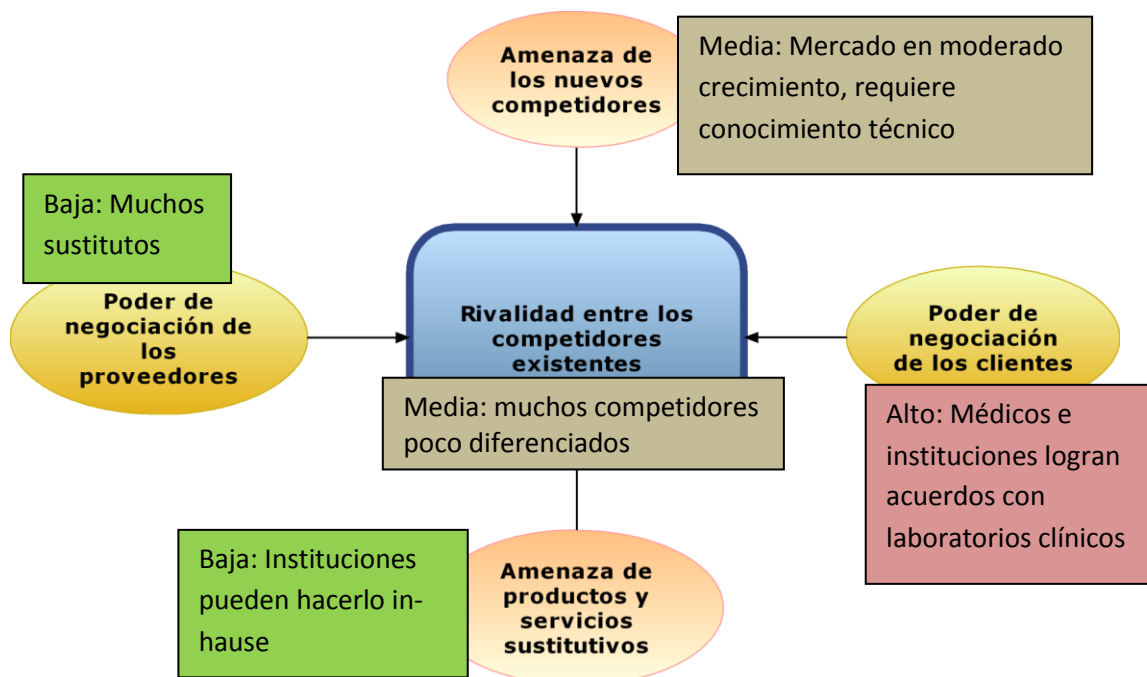 Amenaza de
los nuevos
competidores
Media: Mercado en moderado
crecimiento, requiere
conocimiento técnico
Baja: Muchos
sustitutos
Poder de
negociación de
los
proveedores
Rivalidad entre los
competidores
existentes
Media: muchos competidores
poco diferenciados
Poder de
negociación
de los clientes
Alto: Médicos e
instituciones logran
acuerdos con
laboratorios clínicos
Baja: Instituciones
pueden hacerlo in-
hause
Amenaza de
productos y
servicios
sustitutivos